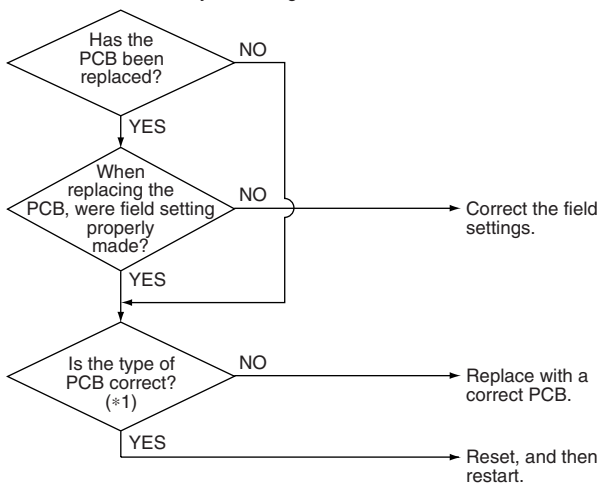 Has the
PCB been
replaced?
NO
YES
When
replacing the
PCB, were field setting
properly
made?
NO
Correct the field
settings.
YES
Is the type of
PCB correct?
(*1)
NO
Replace with a
correct PCB.
YES
Reset, and then
restart.